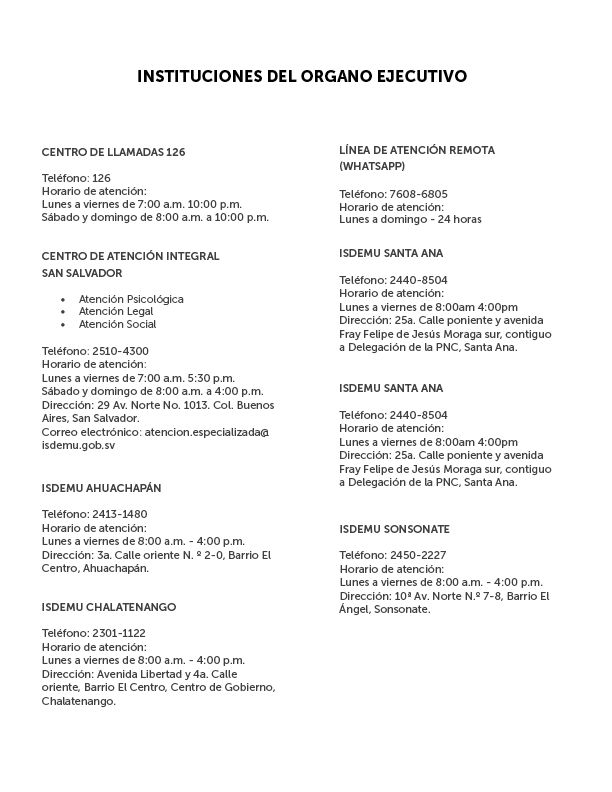 INSTITUCIONES DEL ORGANO EJECUTIVO
CENTRO DE LLAMADAS 126
Teléfono: 126
Horario de atención:
Lunes a viernes de 7:00 a.m. 10:00 p.m.
Sábado y domingo de 8:00 a.m. a 10:00 p.m.
CENTRO DE ATENCIÓN INTEGRAL
SAN SALVADOR
• Atención Psicológica
• Atención Legal
• Atención Social
Teléfono: 2510-4300
Horario de atención:
Lunes a viernes de 7:00 a.m. 5:30 p.m.
Sábado y domingo de 8:00 a.m. a 4:00 p.m.
Dirección: 29 Av. Norte No. 1013. Col. Buenos
Aires, San Salvador.
Correo electrónico: atencion.especializada@
isdemu.gob.sv
ISDEMU AHUACHAPÁN
Teléfono: 2413-1480
Horario de atención:
Lunes a viernes de 8:00 a.m. - 4:00 p.m.
Dirección: 3a. Calle oriente N. º 2-0, Barrio El
Centro, Ahuachapán.
ISDEMU CHALATENANGO
Teléfono: 2301-1122
Horario de atención:
Lunes a viernes de 8:00 a.m. - 4:00 p.m.
Dirección: Avenida Libertad y 4a. Calle
oriente, Barrio El Centro, Centro de Gobierno,
Chalatenango.
LÍNEA DE ATENCIÓN REMOTA
(WHATSAPP)
Teléfono: 7608-6805
Horario de atención:
Lunes a domingo - 24 horas
ISDEMU SANTA ANA
Teléfono: 2440-8504
Horario de atención:
Lunes a viernes de 8:00am 4:00pm
Dirección: 25a. Calle poniente y avenida
Fray Felipe de Jesús Moraga sur, contiguo
a Delegación de la PNC, Santa Ana.
ISDEMU SANTA ANA
Teléfono: 2440-8504
Horario de atención:
Lunes a viernes de 8:00am 4:00pm
Dirección: 25a. Calle poniente y avenida
Fray Felipe de Jesús Moraga sur, contiguo
a Delegación de la PNC, Santa Ana.
ISDEMU SONSONATE
Teléfono: 2450-2227
Horario de atención:
Lunes a viernes de 8:00 a.m. - 4:00 p.m.
Dirección: 10ª Av. Norte N.º 7-8, Barrio El
Ángel, Sonsonate.